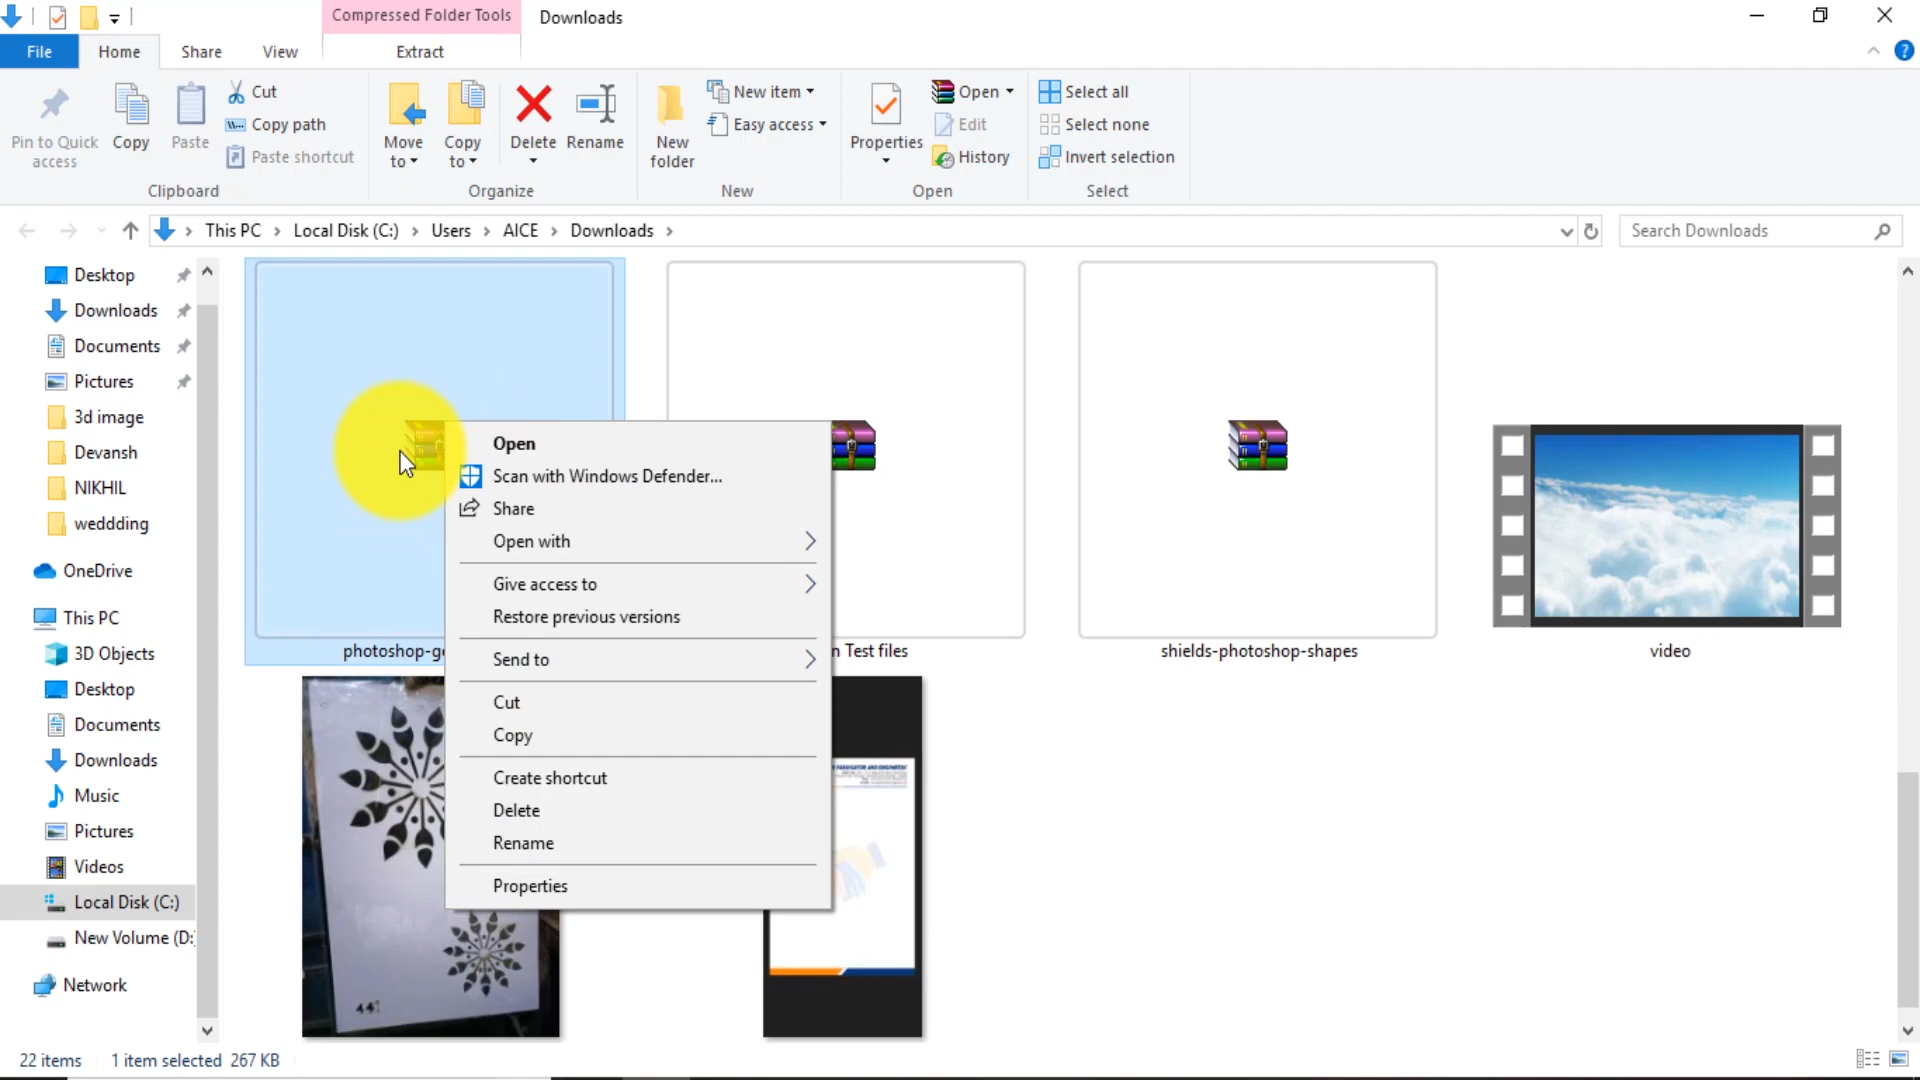 Compressed Folder Tools
Downloads
File
Home
Share
View
Extract
Pin to Quick access
Copy
Paste
Cut
Copy path
Paste shortcut
Move to
Copy to
Delete
Rename
New folder
New item
Easy access
Properties
Open
Edit
History
Select all
Select none
Invert selection
Clipboard
Organize
New
Open
Select
This PC
Local Disk (C:)
Users
AICE
Downloads
Search Downloads
Desktop
Downloads
Documents
Pictures
3d image
Devansh
NIKHIL
weddding
OneDrive
This PC
3D Objects
Desktop
Documents
Downloads
Music
Pictures
Videos
Local Disk (C:)
New Volume (D:
Network
Open
Scan with Windows Defender...
Share
Open with
Give access to
Restore previous versions
Send to
Cut
Copy
Create shortcut
Delete
Rename
Properties
photoshop-g
n Test files
shields-photoshop-shapes
video
FABRICATOR AND ENGINEERS
22 items
1 item selected 267 KB